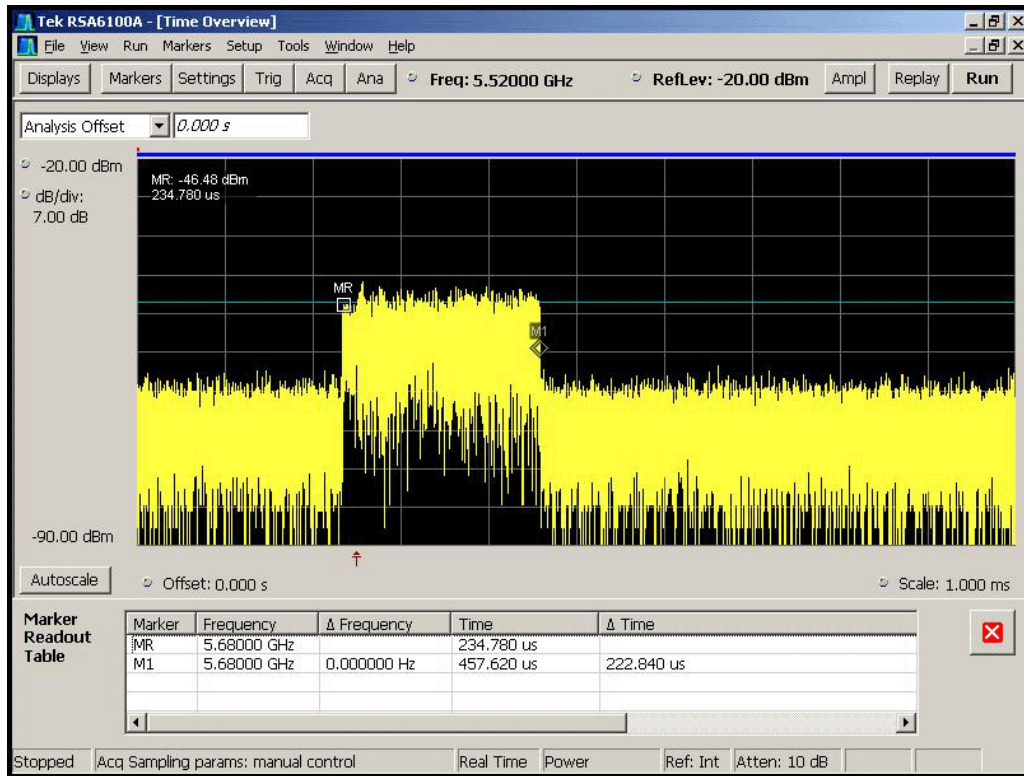 Tek RSA6100A - [Time Overview]
File View Run Markers Setup Tools Window Help
Displays Markers Settings Trig Acq Ana Freq: 5.52000 GHz RefLev: -20.00 dBm Ampl Replay Run
Analysis Offset 0.000 s
-20.00 dBm
dB/div:
7.00 dB
MR: -46.48 dBm
234.780 us
MR
M1
-90.00 dBm
Autoscale Offset: 0.000 s Scale: 1.000 ms
Marker Readout Table
Marker Frequency Δ Frequency Time Δ Time
MR 5.68000 GHz 234.780 us
M1 5.68000 GHz 0.000000 Hz 457.620 us 222.840 us
Stopped Acq Sampling params: manual control Real Time Power Ref: Int Atten: 10 dB